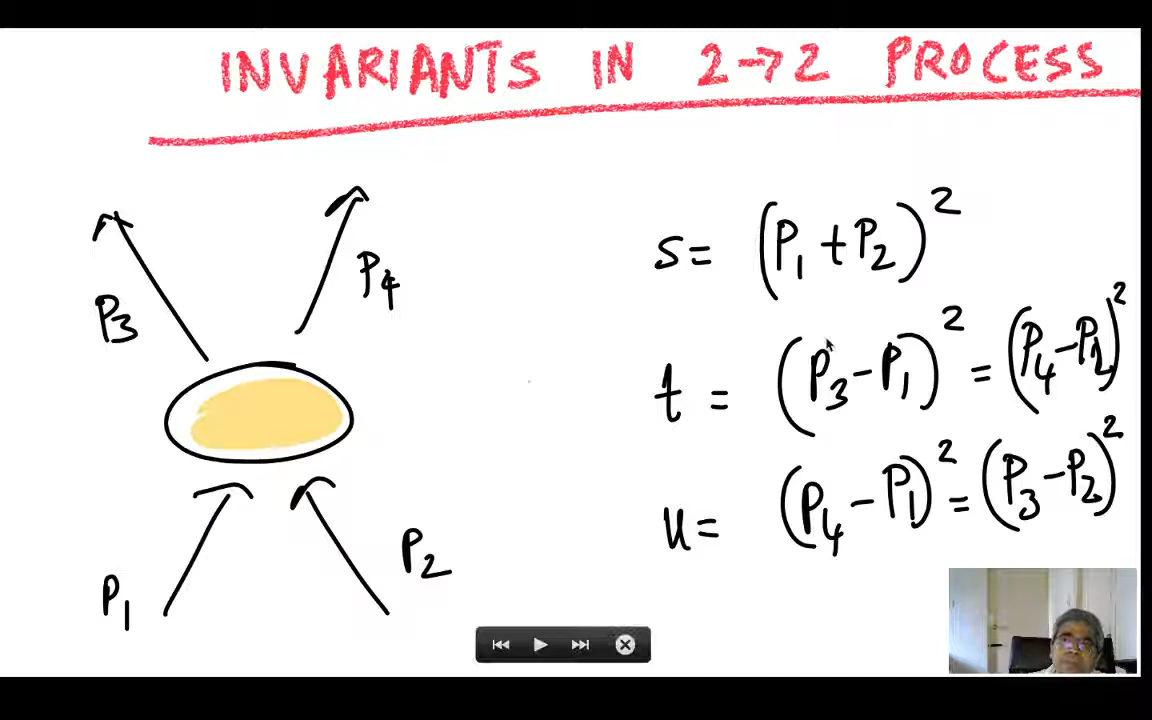 INVARIANTS IN 2→2 PROCESS
P3
P4
P1
P2
s = (P1 + P2)^2
t = (P3 − P1)^2 = (P4 − P2)^2
u = (P4 − P1)^2 = (P3 − P2)^2